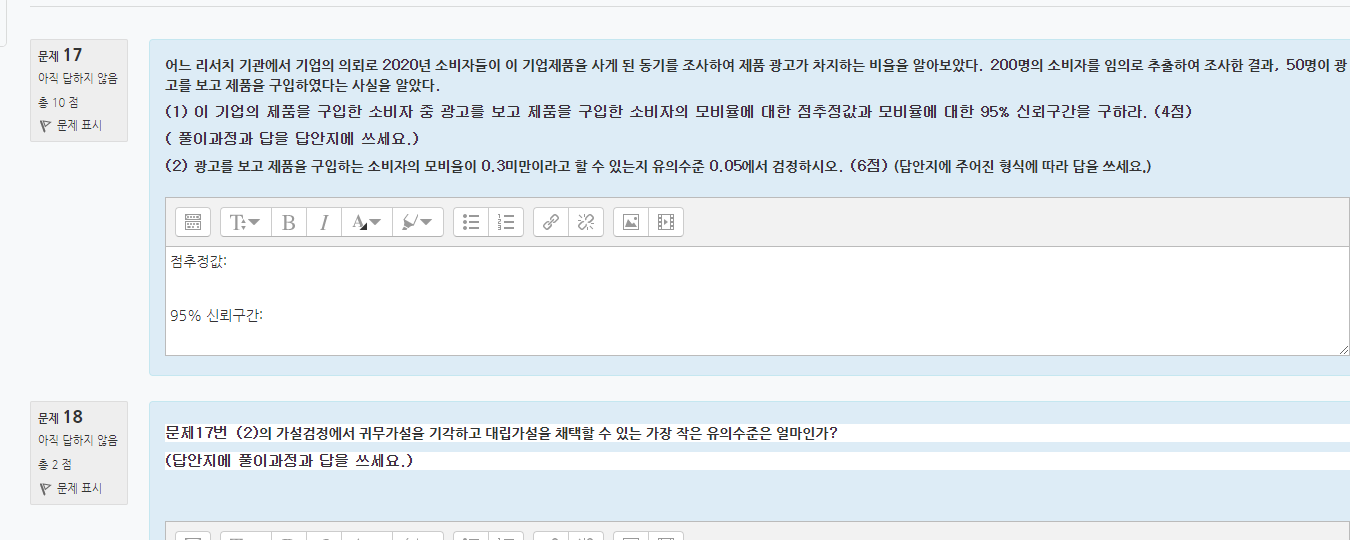 문제 17
아직 답하지 않음
총 10 점
문제 표시
어느 리서치 기관에서 기업의 의뢰로 2020년 소비자들이 이 기업제품을 사게 된 동기를 조사하여 제품 광고가 차지하는 비율을 알아보았다. 200명의 소비자를 임의로 추출하여 조사한 결과, 50명이 광
고를 보고 제품을 구입하였다는 사실을 알았다.
(1) 이 기업의 제품을 구입한 소비자 중 광고를 보고 제품을 구입한 소비자의 모비율에 대한 점추정값과 모비율에 대한 95% 신뢰구간을 구하라. (4점)
( 풀이과정과 답을 답안지에 쓰세요.)
(2) 광고를 보고 제품을 구입하는 소비자의 모비율이 0.3미만이라고 할 수 있는지 유의수준 0.05에서 검정하시오. (6점) (답안지에 주어진 형식에 따라 답을 쓰세요.)
점추정값:
95% 신뢰구간:
문제 18
아직 답하지 않음
총 2 점
문제 표시
문제17번 (2)의 가설검정에서 귀무가설을 기각하고 대립가설을 채택할 수 있는 가장 작은 유의수준은 얼마인가?
(답안지에 풀이과정과 답을 쓰세요.)